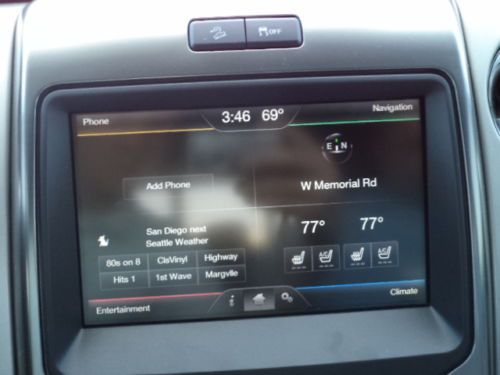 OFF
Phone
3:46 69º
Navigation
E N
Add Phone
W Memorial Rd
San Diego next
Seattle Weather
77° 77°
80s on 8 ClsVinyl Highway
Hits 1 1st Wave Margvlle
A/C A/C
Entertainment
i
Climate